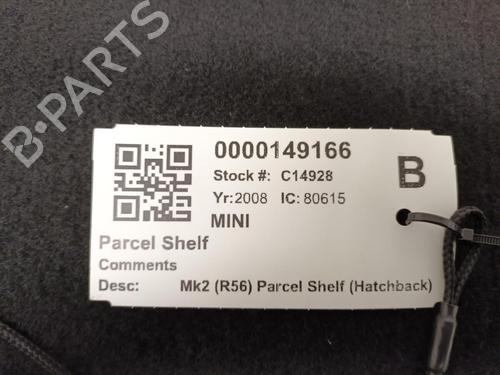 B-PARTS
0000149166
Stock #: C14928
B
Yr:2008 IC: 80615
MINI
Parcel Shelf
Comments
Desc: Mk2 (R56) Parcel Shelf (Hatchback)